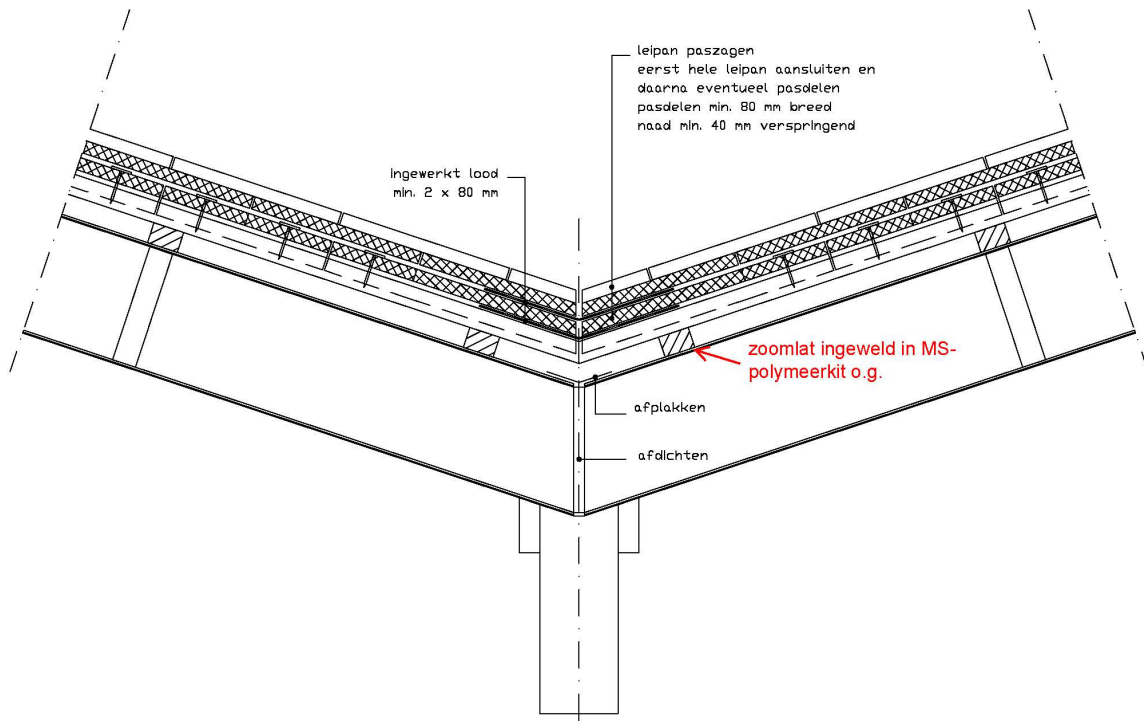 leipan paszagen
eerst hele leipan aansluiten en
daarna eventueel pasdelen
pasdelen min. 80 mm breed
naad min. 40 mm verspringend
ingewerkt lood
min. 2 x 80 mm
zoomlat ingeweld in MS-
polymeerkit o.g.
afplakken
afdichten